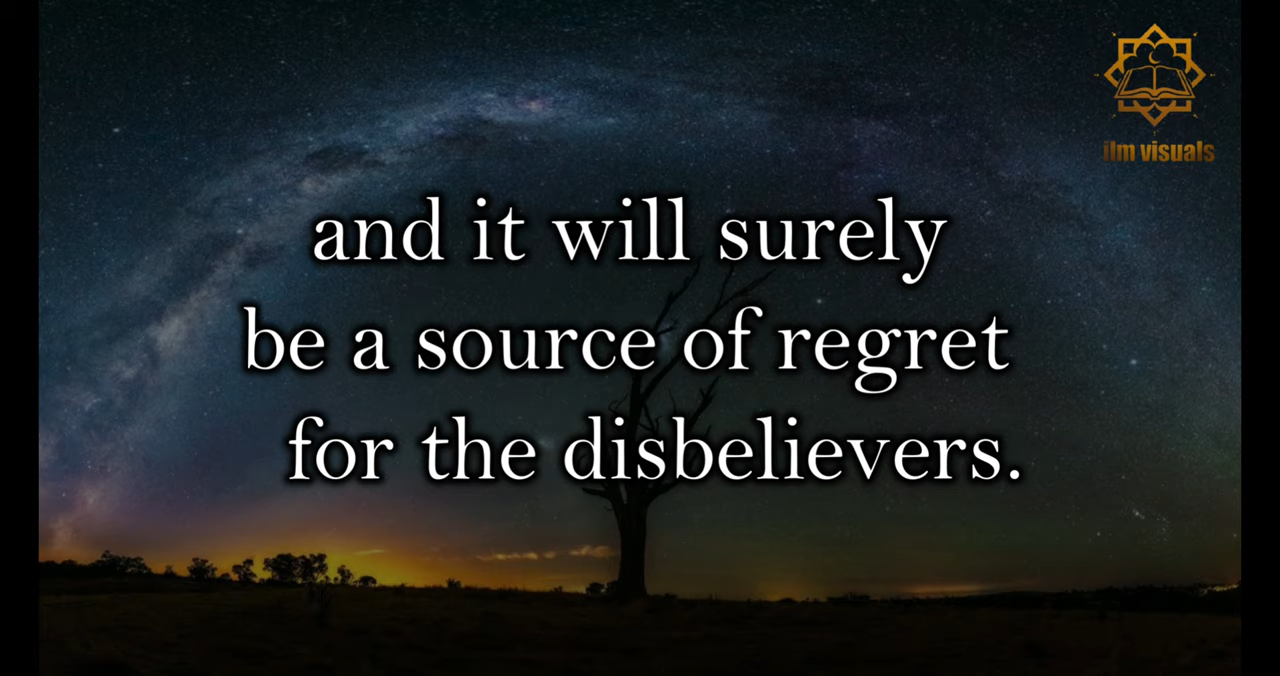 ilm visuals
and it will surely
be a source of regret
for the disbelievers.